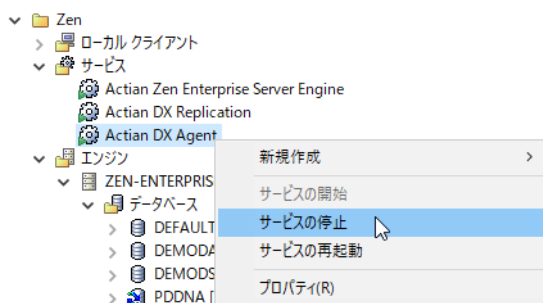 Zen
ローカル クライアント
サービス
Actian Zen Enterprise Server Engine
Actian DX Replication
Actian DX Agent
エンジン
ZEN-ENTERPRIS
データベース
DEFAULT
DEMODA
DEMODS
PDDNA [
新規作成
サービスの開始
サービスの停止
サービスの再起動
プロパティ(R)